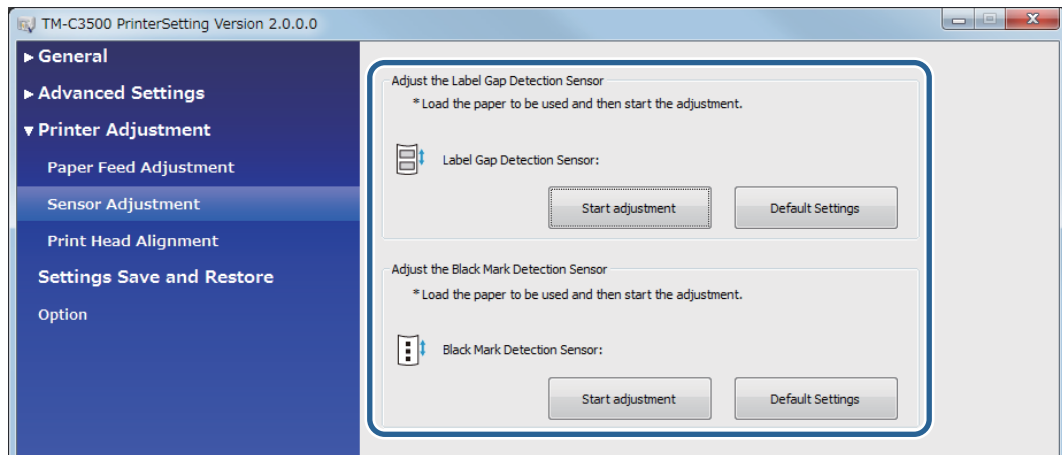 TM-C3500 PrinterSetting Version 2.0.0.0
General
Advanced Settings
Printer Adjustment
Paper Feed Adjustment
Sensor Adjustment
Print Head Alignment
Settings Save and Restore
Option
Adjust the Label Gap Detection Sensor
*Load the paper to be used and then start the adjustment.
Label Gap Detection Sensor:
Start adjustment Default Settings
Adjust the Black Mark Detection Sensor
*Load the paper to be used and then start the adjustment.
Black Mark Detection Sensor:
Start adjustment Default Settings